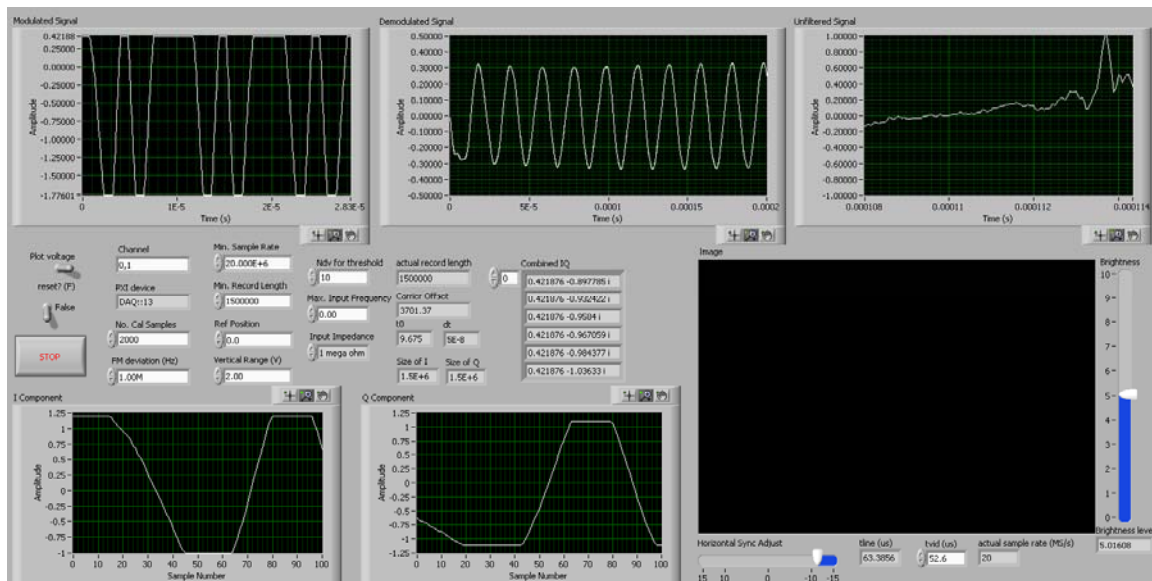 Modulated Signal
0.42188
0.25000
0.00000
-0.25000
-0.50000
-0.75000
-1.00000
-1.25000
-1.50000
-1.77601
Amplitude
0 1E-5 2E-5 2.83E-5
Time (s)
Demodulated Signal
0.50000
0.40000
0.30000
0.20000
0.10000
0.00000
-0.10000
-0.20000
-0.30000
-0.40000
-0.50000
Amplitude
0 5E-5 0.0001 0.00015 0.0002
Time (s)
Unfiltered Signal
1.00000
0.80000
0.60000
0.40000
0.20000
0.00000
-0.20000
-0.40000
-0.60000
-0.80000
-1.00000
Amplitude
0.000108 0.00011 0.000112 0.000114
Time (s)
Plot voltage
reset? (F)
False
STOP
Channel
0,1
PXI device
DAQ::13
No. Cal Samples
2000
FM deviation (Hz)
1.00M
Min. Sample Rate
20.000E+6
Min. Record Length
1500000
Ref Position
0.0
Vertical Range (V)
2.00
Ndv for threshold
10
Max. Input Frequency
0.00
Input Impedance
1 mega ohm
actual record length
1500000
Carrior Offset
3701.37
t0 dt
9.675 5E-8
Size of I Size of Q
1.5E+6 1.5E+6
Combined IQ
0
0.421876 -0.897785 i
0.421876 -0.932422 i
0.421876 -0.9584 i
0.421876 -0.967059 i
0.421876 -0.984377 i
0.421876 -1.03633 i
Image
Brightness
10
9
8
7
6
5
4
3
2
1
0
Brightness level
5.01608
I Component
1.25
1
0.75
0.5
0.25
0
-0.25
-0.5
-0.75
-1
Amplitude
0 10 20 30 40 50 60 70 80 90 100
Sample Number
Q Component
1.25
1
0.75
0.5
0.25
0
-0.25
-0.5
-0.75
-1
-1.25
Amplitude
0 10 20 30 40 50 60 70 80 90 100
Sample Number
Horizontal Sync Adjust
15 10 0 -10 -15
tline (us)
63.3856
tvid (us)
52.6
actual sample rate (MS/s)
20